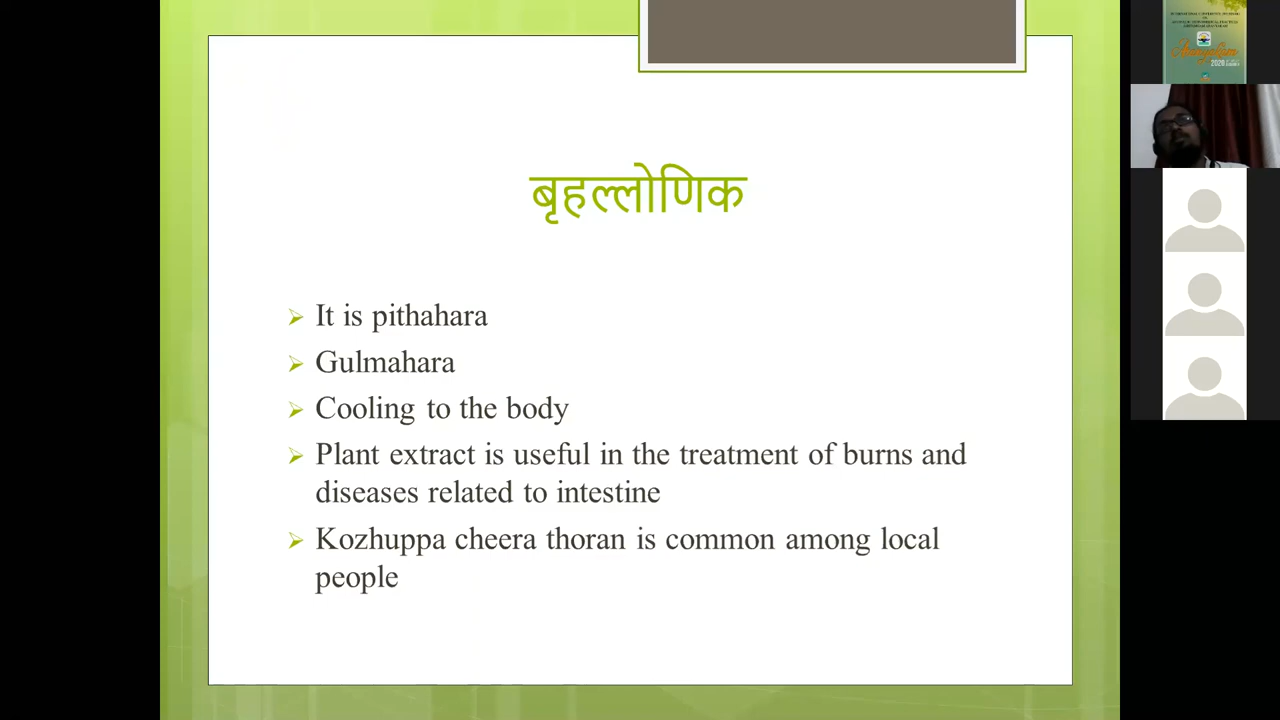 बृहल्लोणिक
It is pithahara
Gulmahara
Cooling to the body
Plant extract is useful in the treatment of burns and
diseases related to intestine
Kozhuppa cheera thoran is common among local
people
2020